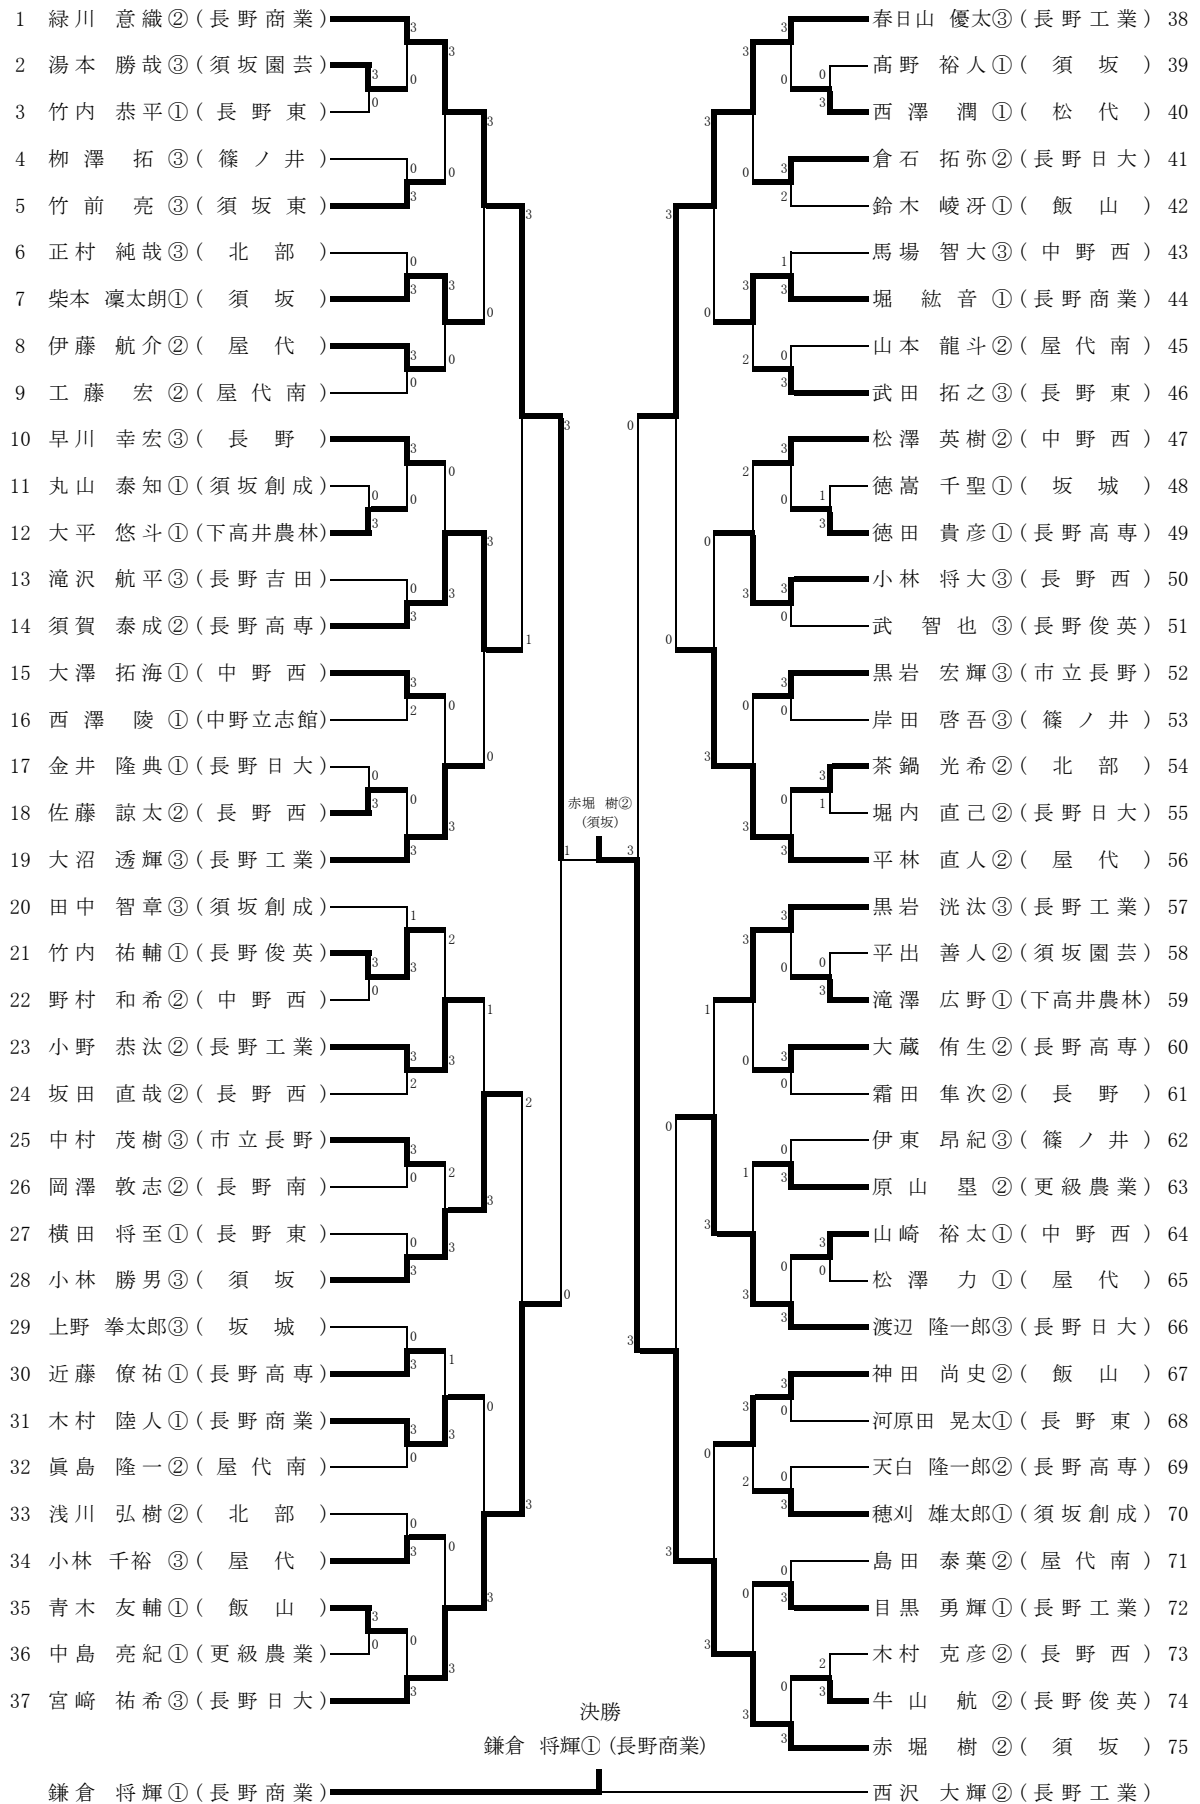 1 緑川 意織②(長野商業)
2 湯本 勝哉③(須坂園芸)
3 竹内 恭平①(長野東)
4 栁澤 拓③(篠ノ井)
5 竹前 亮③(須坂東)
6 正村 純哉③(北部)
7 柴本 凜太朗①(須坂)
8 伊藤 航介②(屋代)
9 工藤 宏②(屋代南)
10 早川 幸宏③(長野)
11 丸山 泰知①(須坂創成)
12 大平 悠斗①(下高井農林)
13 滝沢 航平③(長野吉田)
14 須賀 泰成②(長野高専)
15 大澤 拓海①(中野西)
16 西澤 陵①(中野立志館)
17 金井 隆典①(長野日大)
18 佐藤 諒太②(長野西)
19 大沼 透輝③(長野工業)
20 田中 智章③(須坂創成)
21 竹内 祐輔①(長野俊英)
22 野村 和希②(中野西)
23 小野 恭汰②(長野工業)
24 坂田 直哉②(長野西)
25 中村 茂樹③(市立長野)
26 岡澤 敦志②(長野南)
27 横田 将至①(長野東)
28 小林 勝男③(須坂)
29 上野 拳太郎③(坂城)
30 近藤 僚祐①(長野高専)
31 木村 陸人①(長野商業)
32 眞島 隆一②(屋代南)
33 浅川 弘樹②(北部)
34 小林 千裕③(屋代)
35 青木 友輔①(飯山)
36 中島 亮紀①(更級農業)
37 宮﨑 祐希③(長野日大)
赤堀 樹②
(須坂)
春日山 優太③(長野工業) 38
髙野 裕人①(須坂) 39
西澤 潤①(松代) 40
倉石 拓弥②(長野日大) 41
鈴木 崚冴①(飯山) 42
馬場 智大③(中野西) 43
堀 紘音①(長野商業) 44
山本 龍斗②(屋代南) 45
武田 拓之③(長野東) 46
松澤 英樹②(中野西) 47
徳嵩 千聖①(坂城) 48
徳田 貴彦①(長野高専) 49
小林 将大③(長野西) 50
武 智也③(長野俊英) 51
黒岩 宏輝③(市立長野) 52
岸田 啓吾③(篠ノ井) 53
茶鍋 光希②(北部) 54
堀内 直己②(長野日大) 55
平林 直人②(屋代) 56
黒岩 洸汰③(長野工業) 57
平出 善人②(須坂園芸) 58
滝澤 広野①(下高井農林) 59
大蔵 侑生②(長野高専) 60
霜田 隼次②(長野) 61
伊東 昂紀③(篠ノ井) 62
原山 塁②(更級農業) 63
山崎 裕太①(中野西) 64
松澤 力①(屋代) 65
渡辺 隆一郎③(長野日大) 66
神田 尚史②(飯山) 67
河原田 晃太①(長野東) 68
天白 隆一郎②(長野高専) 69
穂刈 雄太郎①(須坂創成) 70
島田 泰葉②(屋代南) 71
目黒 勇輝①(長野工業) 72
木村 克彦②(長野西) 73
牛山 航②(長野俊英) 74
赤堀 樹②(須坂) 75
決勝
鎌倉 将輝①(長野商業)
鎌倉 将輝①(長野商業)
西沢 大輝②(長野工業)